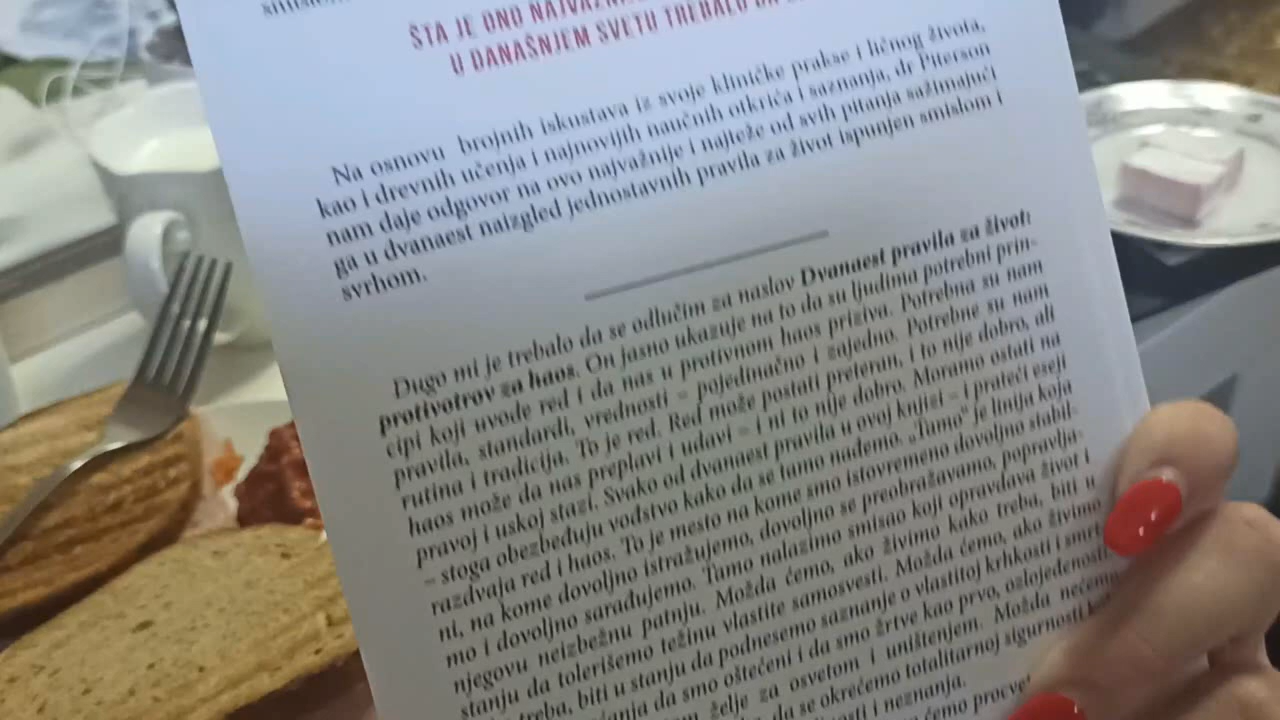 ŠTA JE ONO NAJVAŽNIJE
U DANAŠNJEM SVETU TREBALO DA
Na osnovu brojnih iskustava iz svoje kliničke prakse i ličnog života,
kao i drevnih učenja i najnovijih naučnih otkrića i saznanja, dr Piterson
nam daje odgovor na ovo najvažnije i najteže od svih pitanja sažimajući
ga u dvanaest naizgled jednostavnih pravila za život ispunjen smislom i
svrhom.
Dugo mi je trebalo da se odlučim za naslov Dvanaest pravila za život:
protivotrov za haos. On jasno ukazuje na to da su ljudima potrebni prin-
cipi koji uvode red i da nas u protivnom haos priziva. Potrebna su nam
pravila, standardi, vrednosti – pojedinačno i zajedno. Potrebne su nam
rutina i tradicija. To je red. Red može postati preteran, i to nije dobro, ali
haos može da nas preplavi i udavi – i ni to nije dobro. Moramo ostati na
pravoj i uskoj stazi. Svako od dvanaest pravila u ovoj knjizi – i prateći eseji
– stoga obezbeđuju vođstvo kako da se tamo nađemo. „Tamo“ je linija koja
razdvaja red i haos. To je mesto na kome smo istovremeno dovoljno stabil-
ni, na kome dovoljno istražujemo, dovoljno se preobražavamo, popravlja-
mo i dovoljno sarađujemo. Tamo nalazimo smisao koji opravdava život i
njegovu neizbežnu patnju. Možda ćemo, ako živimo kako treba, biti u
stanju da tolerišemo težinu vlastite samosvesti. Možda ćemo, ako živimo
treba, biti u stanju da podnesemo saznanje o vlastitoj krhkosti i
da smo oštećeni i da smo žrtve kao prvo, ozlojeđenost
želje za osvetom i uništenjem. Možda nećemo
da se okrećemo totalitarnoj sigurnosti
i neznanja.
ćemo